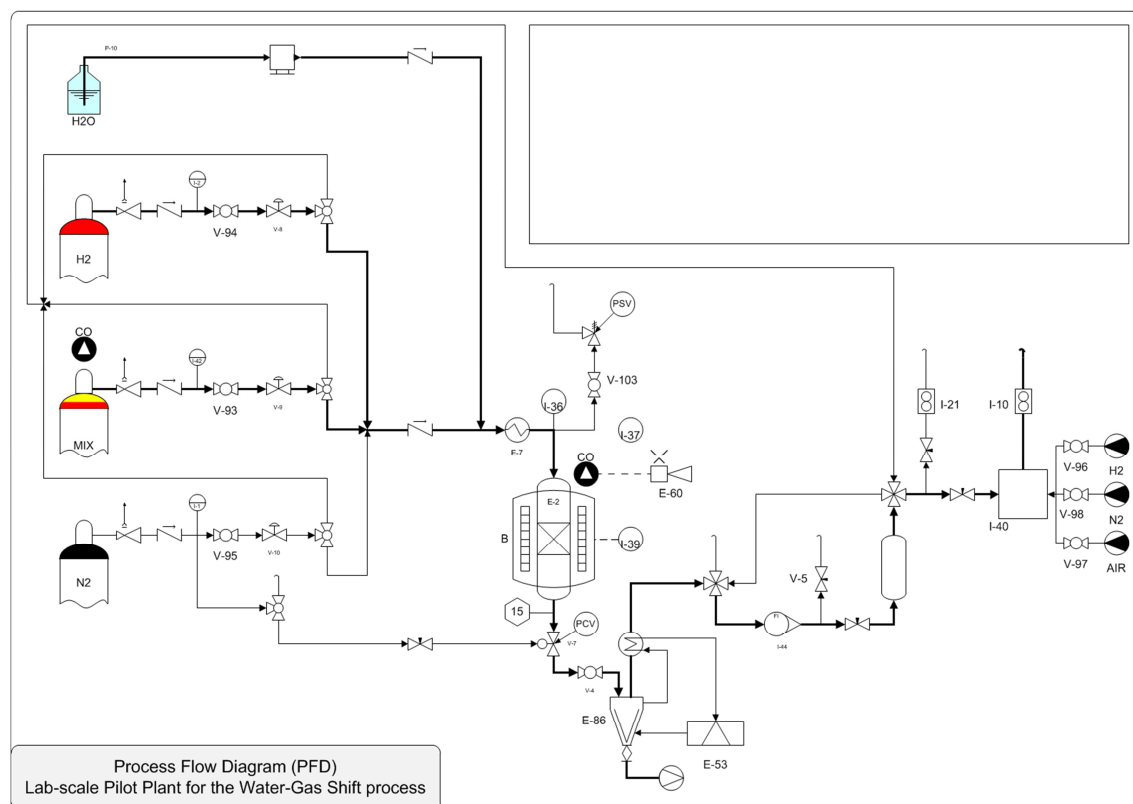 P-10
H2O
I-2
V-94
V-8
H2
CO
I-42
V-93
V-9
MIX
I-1
V-95
V-10
N2
PSV
V-103
I-36
I-37
E-7
CO
E-60
E-2
B
I-39
15
PCV
V-7
V-4
E-86
E-53
V-5
FI
I-44
I-21
I-10
I-40
V-96
H2
V-98
N2
V-97
AIR
Process Flow Diagram (PFD)
Lab-scale Pilot Plant for the Water-Gas Shift process